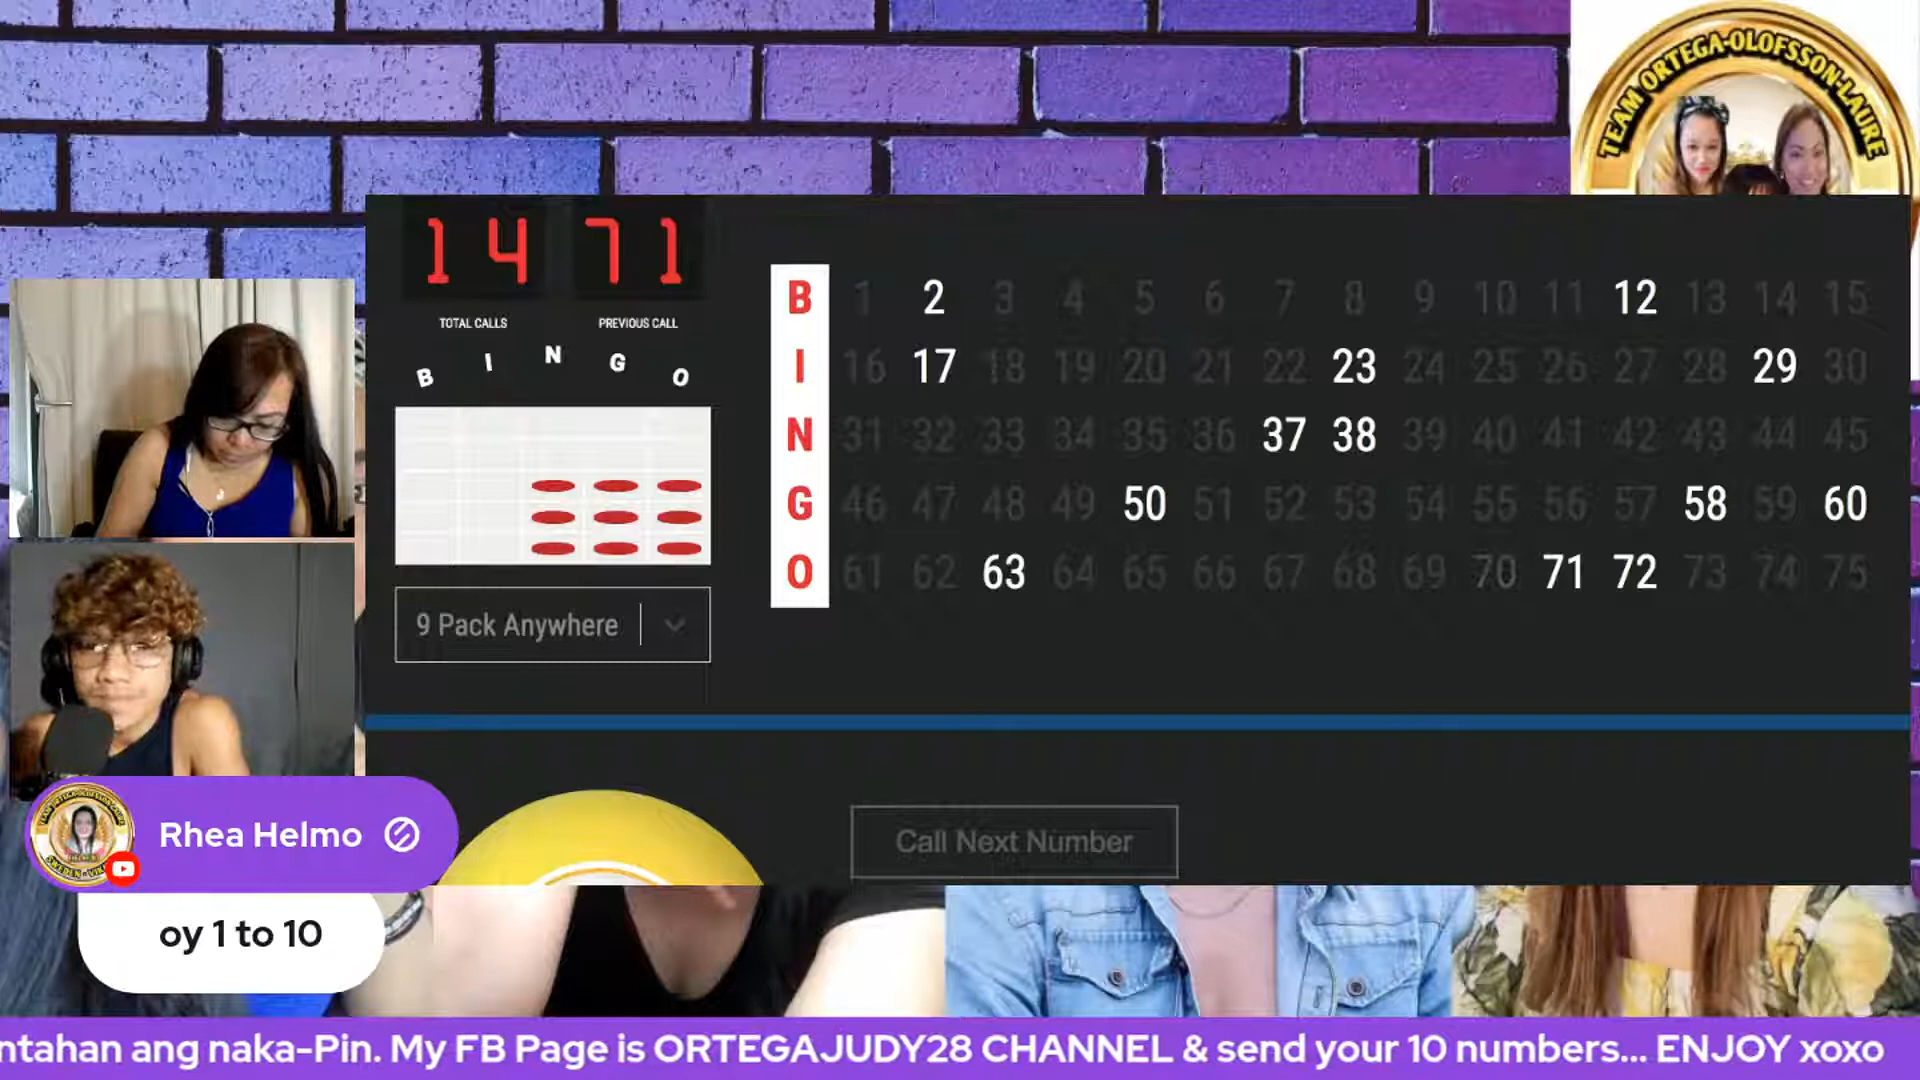 TEAM ORTEGA-OLOFSSON-LAURE
14 71
TOTAL CALLS PREVIOUS CALL
B I N G O
9 Pack Anywhere
B 1 2 3 4 5 6 7 8 9 10 11 12 13 14 15
I 16 17 18 19 20 21 22 23 24 25 26 27 28 29 30
N 31 32 33 34 35 36 37 38 39 40 41 42 43 44 45
G 46 47 48 49 50 51 52 53 54 55 56 57 58 59 60
O 61 62 63 64 65 66 67 68 69 70 71 72 73 74 75
Call Next Number
Rhea Helmo
oy 1 to 10
ntahan ang naka-Pin. My FB Page is ORTEGAJUDY28 CHANNEL & send your 10 numbers... ENJOY xoxo